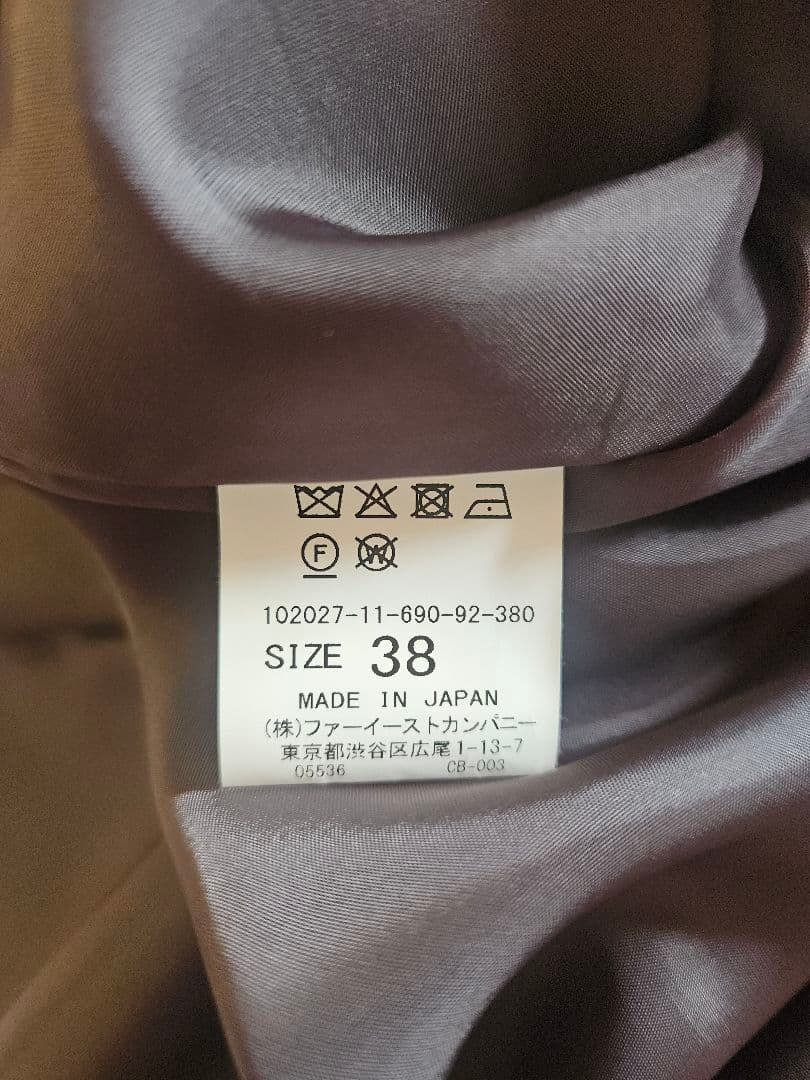 F W
102027-11-690-92-380
SIZE 38
MADE IN JAPAN
(株)ファーイーストカンパニー
東京都渋谷区広尾1-13-7
05536 CB-003